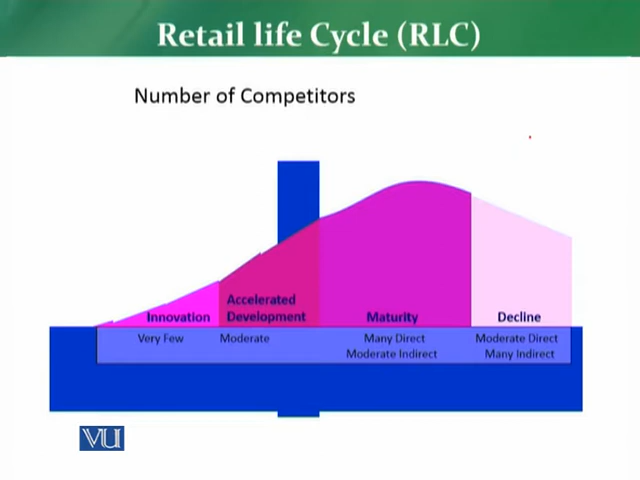 Retail life Cycle (RLC)
Number of Competitors
Innovation
Accelerated
Development
Maturity
Decline
Very Few
Moderate
Many Direct
Moderate Indirect
Moderate Direct
Many Indirect
VU